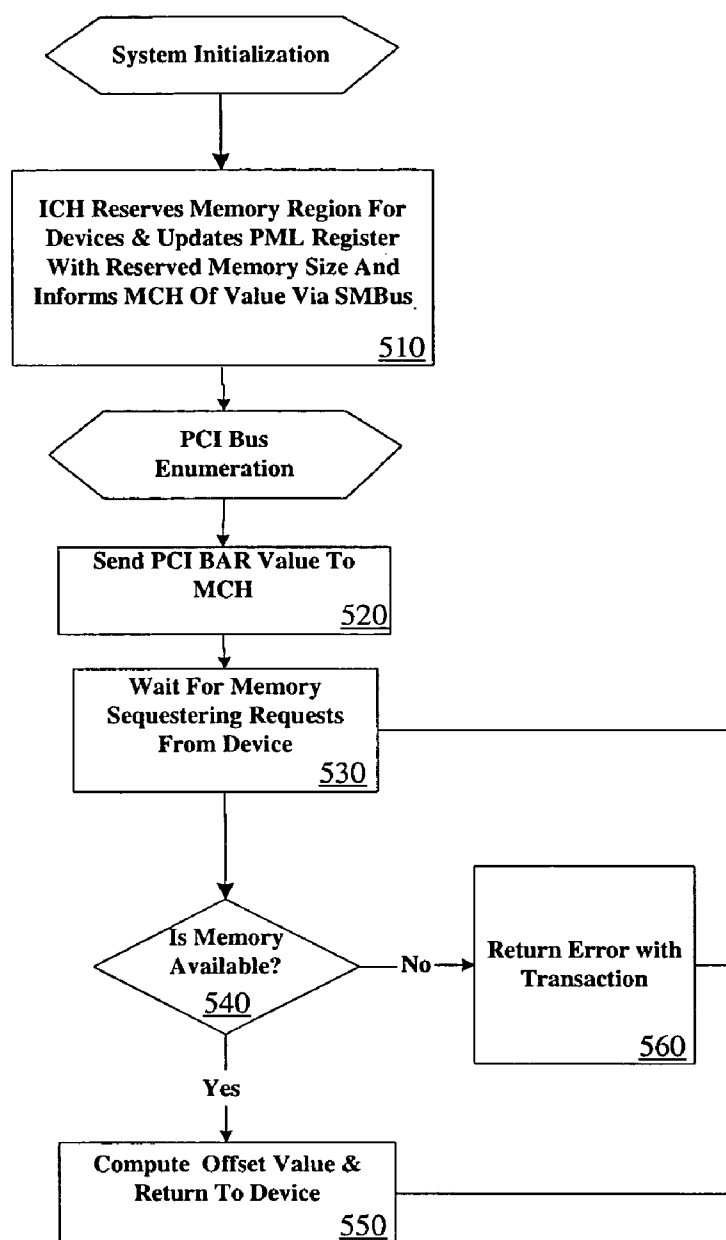 System Initialization
ICH Reserves Memory Region For
Devices & Updates PML Register
With Reserved Memory Size And
Informs MCH Of Value Via SMBus
510
PCI Bus
Enumeration
Send PCI BAR Value To
MCH
520
Wait For Memory
Sequestering Requests
From Device
530
Is Memory
Available?
540
No
Return Error with
Transaction
560
Yes
Compute Offset Value &
Return To Device
550